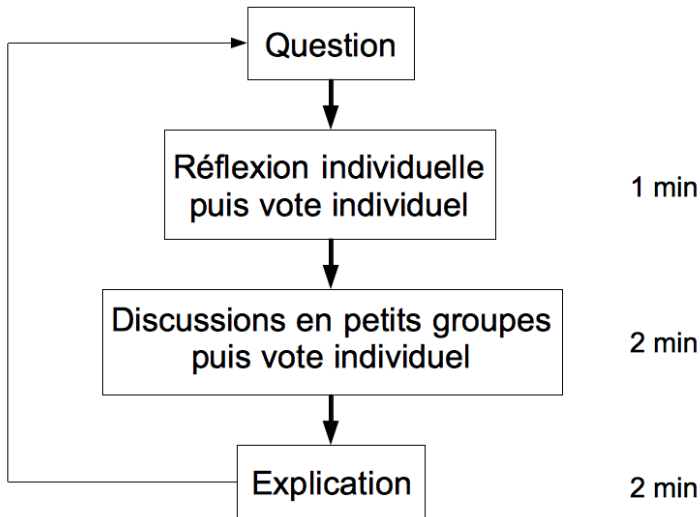 Question
Réflexion individuelle
puis vote individuel
1 min
Discussions en petits groupes
puis vote individuel
2 min
Explication
2 min